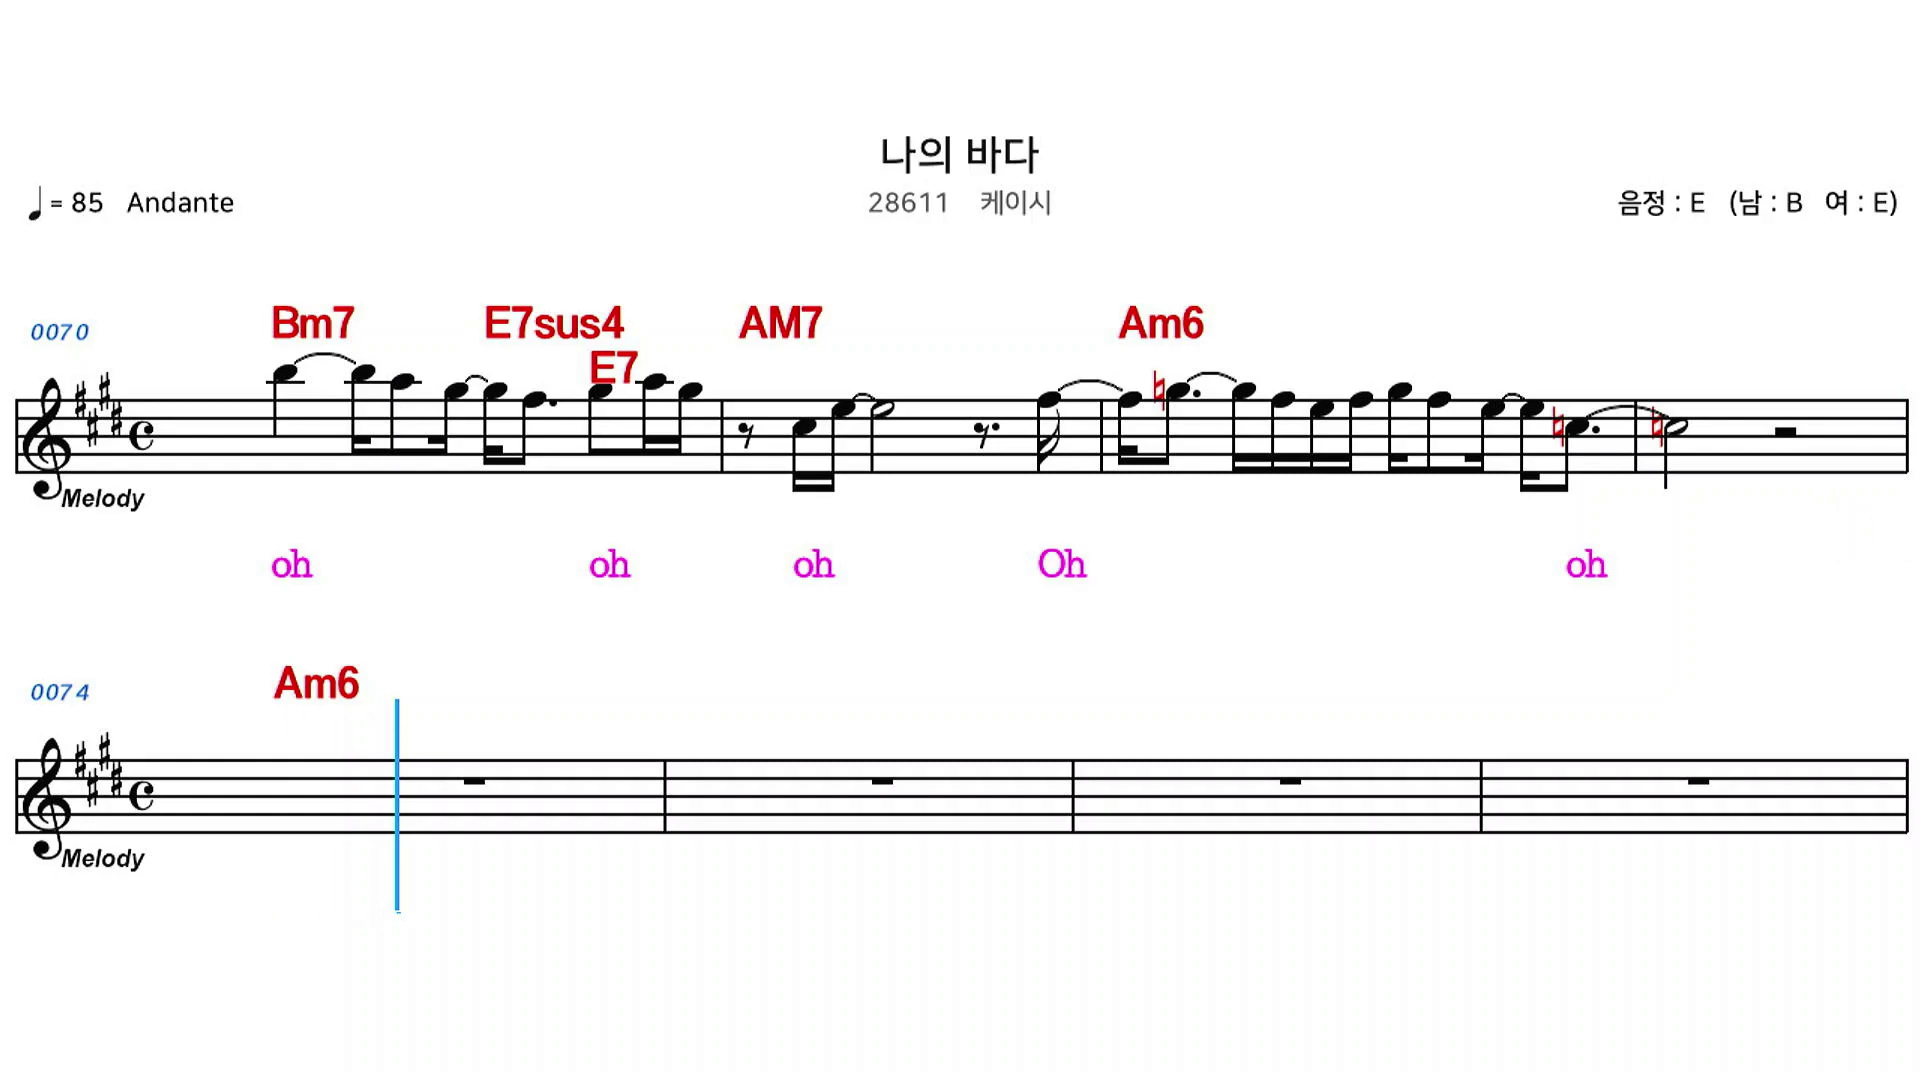 나의 바다
= 85 Andante 28611 케이시 음정 : E (남 : B 여 : E)
0070 Bm7 E7sus4 AM7 Am6
E7
Melody
oh oh oh Oh oh
0074 Am6
Melody